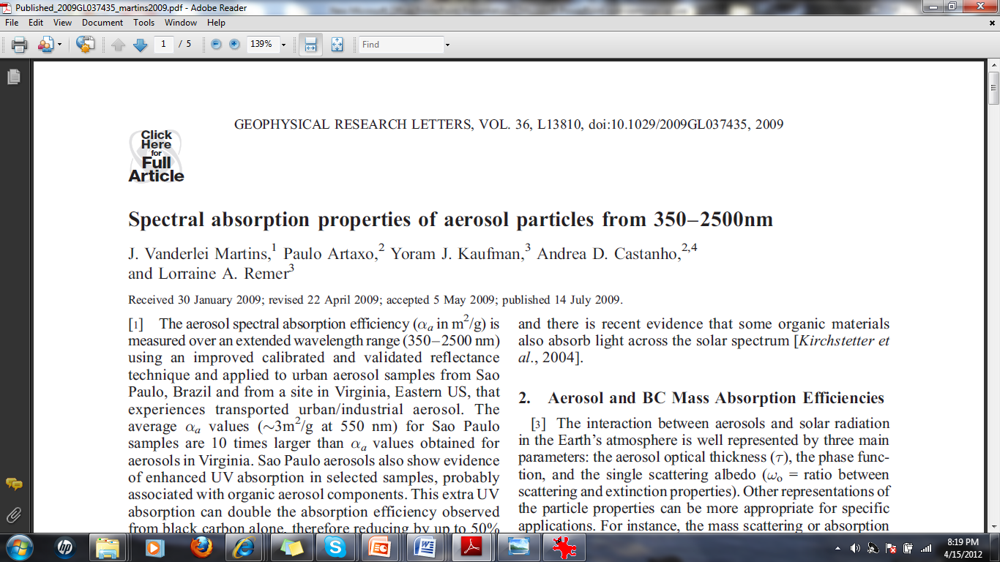 Published_2009GL037435_martins2009.pdf - Adobe Reader
File Edit View Document Tools Window Help
1 / 5 139% Find
GEOPHYSICAL RESEARCH LETTERS, VOL. 36, L13810, doi:10.1029/2009GL037435, 2009
Click
Here
for
Full
Article
Spectral absorption properties of aerosol particles from 350–2500nm
J. Vanderlei Martins,1 Paulo Artaxo,2 Yoram J. Kaufman,3 Andrea D. Castanho,2,4
and Lorraine A. Remer3
Received 30 January 2009; revised 22 April 2009; accepted 5 May 2009; published 14 July 2009.
[1] The aerosol spectral absorption efficiency (αa in m2/g) is
measured over an extended wavelength range (350–2500 nm)
using an improved calibrated and validated reflectance
technique and applied to urban aerosol samples from Sao
Paulo, Brazil and from a site in Virginia, Eastern US, that
experiences transported urban/industrial aerosol. The
average αa values (~3m2/g at 550 nm) for Sao Paulo
samples are 10 times larger than αa values obtained for
aerosols in Virginia. Sao Paulo aerosols also show evidence
of enhanced UV absorption in selected samples, probably
associated with organic aerosol components. This extra UV
absorption can double the absorption efficiency observed
from black carbon alone, therefore reducing by up to 50%
and there is recent evidence that some organic materials
also absorb light across the solar spectrum [Kirchstetter et
al., 2004].
2. Aerosol and BC Mass Absorption Efficiencies
[3] The interaction between aerosols and solar radiation
in the Earth's atmosphere is well represented by three main
parameters: the aerosol optical thickness (τ), the phase func-
tion, and the single scattering albedo (ωo = ratio between
scattering and extinction properties). Other representations of
the particle properties can be more appropriate for specific
applications. For instance, the mass scattering or absorption
8:19 PM
4/15/2012